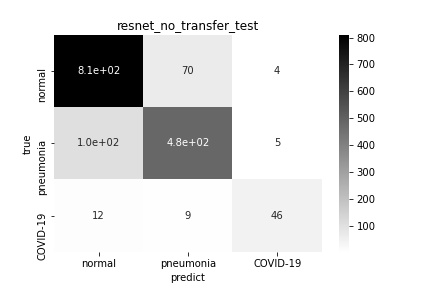 resnet_no_transfer_test
normal 8.1e+02 70 4
pneumonia 1.0e+02 4.8e+02 5
COVID-19 12 9 46
true
normal pneumonia COVID-19
predict
800
700
600
500
400
300
200
100